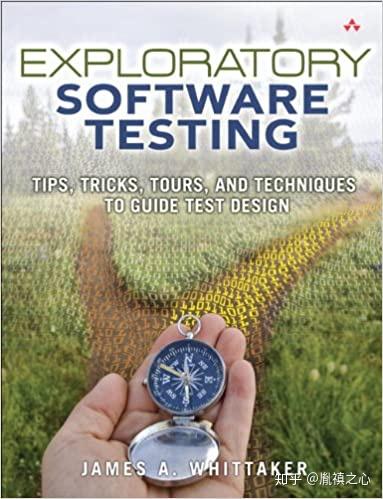 EXPLORATORY
SOFTWARE
TESTING
TIPS, TRICKS, TOURS, AND TECHNIQUES
TO GUIDE TEST DESIGN
JAMES A. WHITTAKER
知乎 @胤禛之心